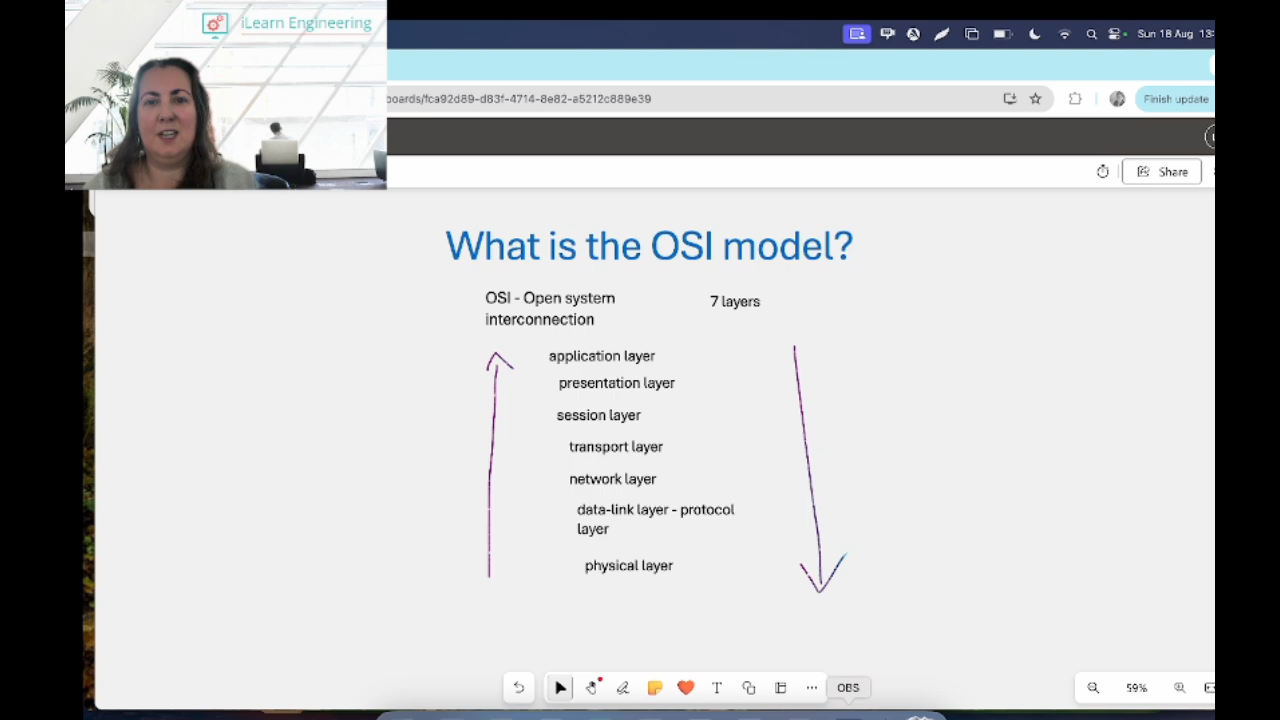 iLearn Engineering
Sun 18 Aug 13:
boards/fca92d89-d83f-4714-8e82-a5212c889e39
Finish update
Share
What is the OSI model?
OSI - Open system
interconnection
7 layers
application layer
presentation layer
session layer
transport layer
network layer
data-link layer - protocol
layer
physical layer
OBS
59%